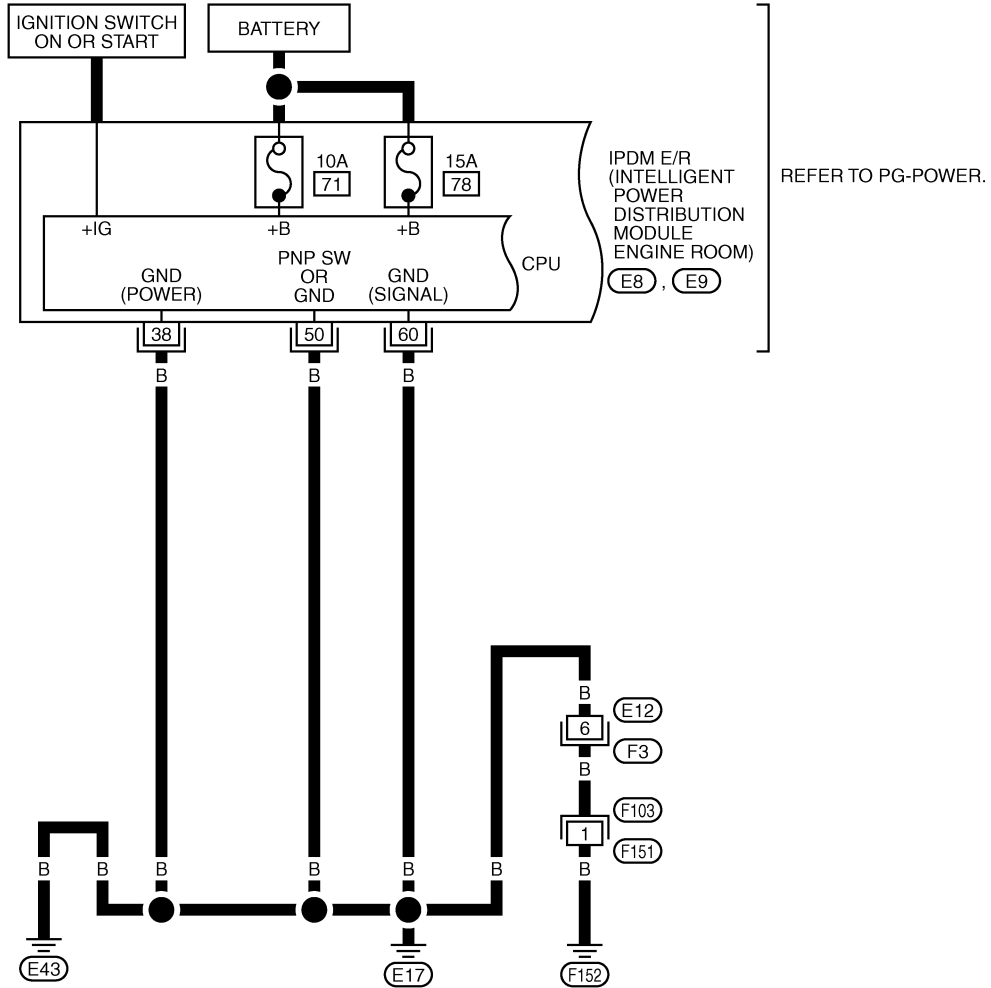 IGNITION SWITCH
ON OR START
BATTERY
10A
71
15A
78
IPDM E/R
(INTELLIGENT
POWER
DISTRIBUTION
MODULE
ENGINE ROOM)
E8 , E9
REFER TO PG-POWER.
+IG
+B
+B
CPU
GND
(POWER)
PNP SW
OR
GND
GND
(SIGNAL)
38
50
60
B
B
B
B
E12
6
F3
B
F103
1
F151
B
B
B
B
B
B
B
E43
E17
F152